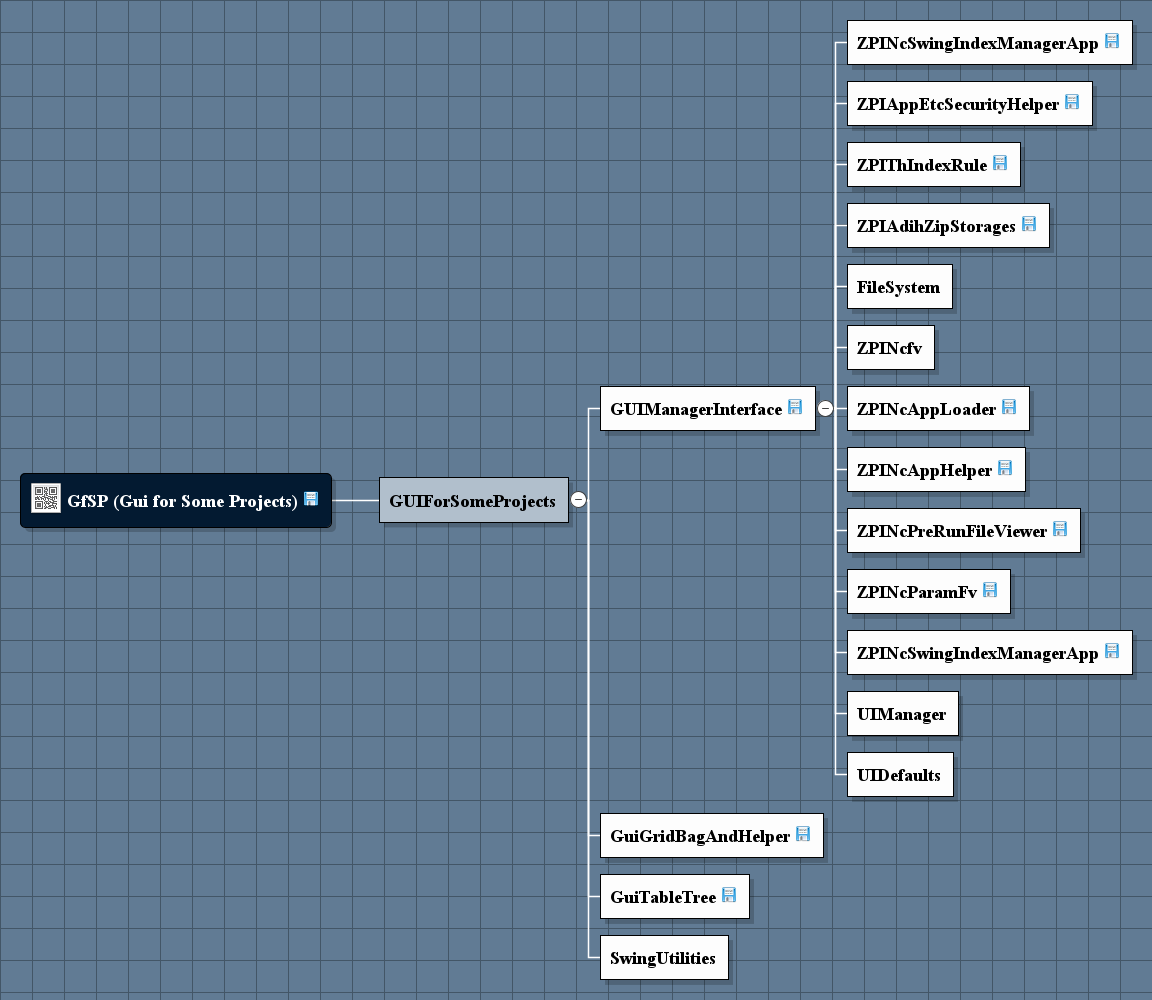 ZPINcSwingIndexManagerApp
ZPIAppEtcSecurityHelper
ZPIThIndexRule
ZPIAdihZipStorages
FileSystem
ZPINcfv
GUIManagerInterface
ZPINcAppLoader
ZPINcAppHelper
GfSP (Gui for Some Projects)
GUIForSomeProjects
ZPINcPreRunFileViewer
ZPINcParamFv
ZPINcSwingIndexManagerApp
UIManager
UIDefaults
GuiGridBagAndHelper
GuiTableTree
SwingUtilities